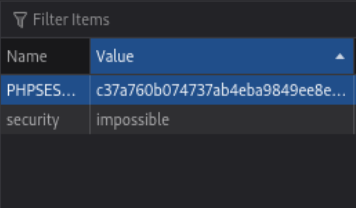 Filter Items
Name Value
PHPSES... c37a760b074737ab4eba9849ee8e...
security impossible